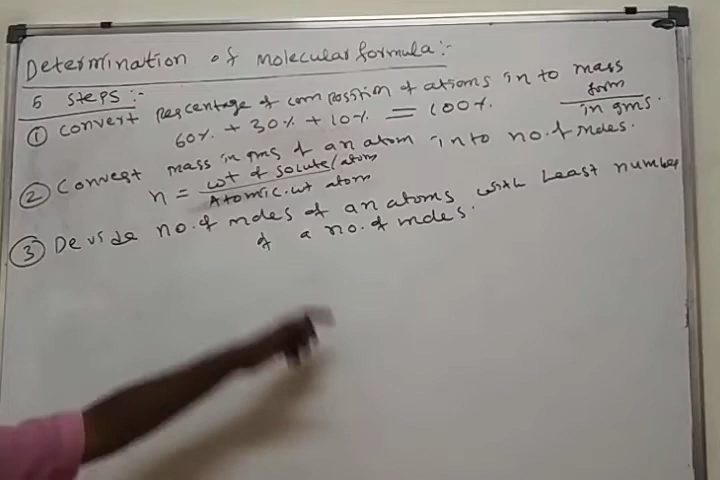 Determination of molecular formula:-
5 steps:-
① Convert Percentage of composition of atioms in to mass form in gms.
60% + 30% + 10% = 100%
② Convert mass in gms of an atom into no. of moles.
n = wt of solute/atom
Atomic.wt atom
③ Devide no. of moles of an atoms with Least number
of a no. of moles.